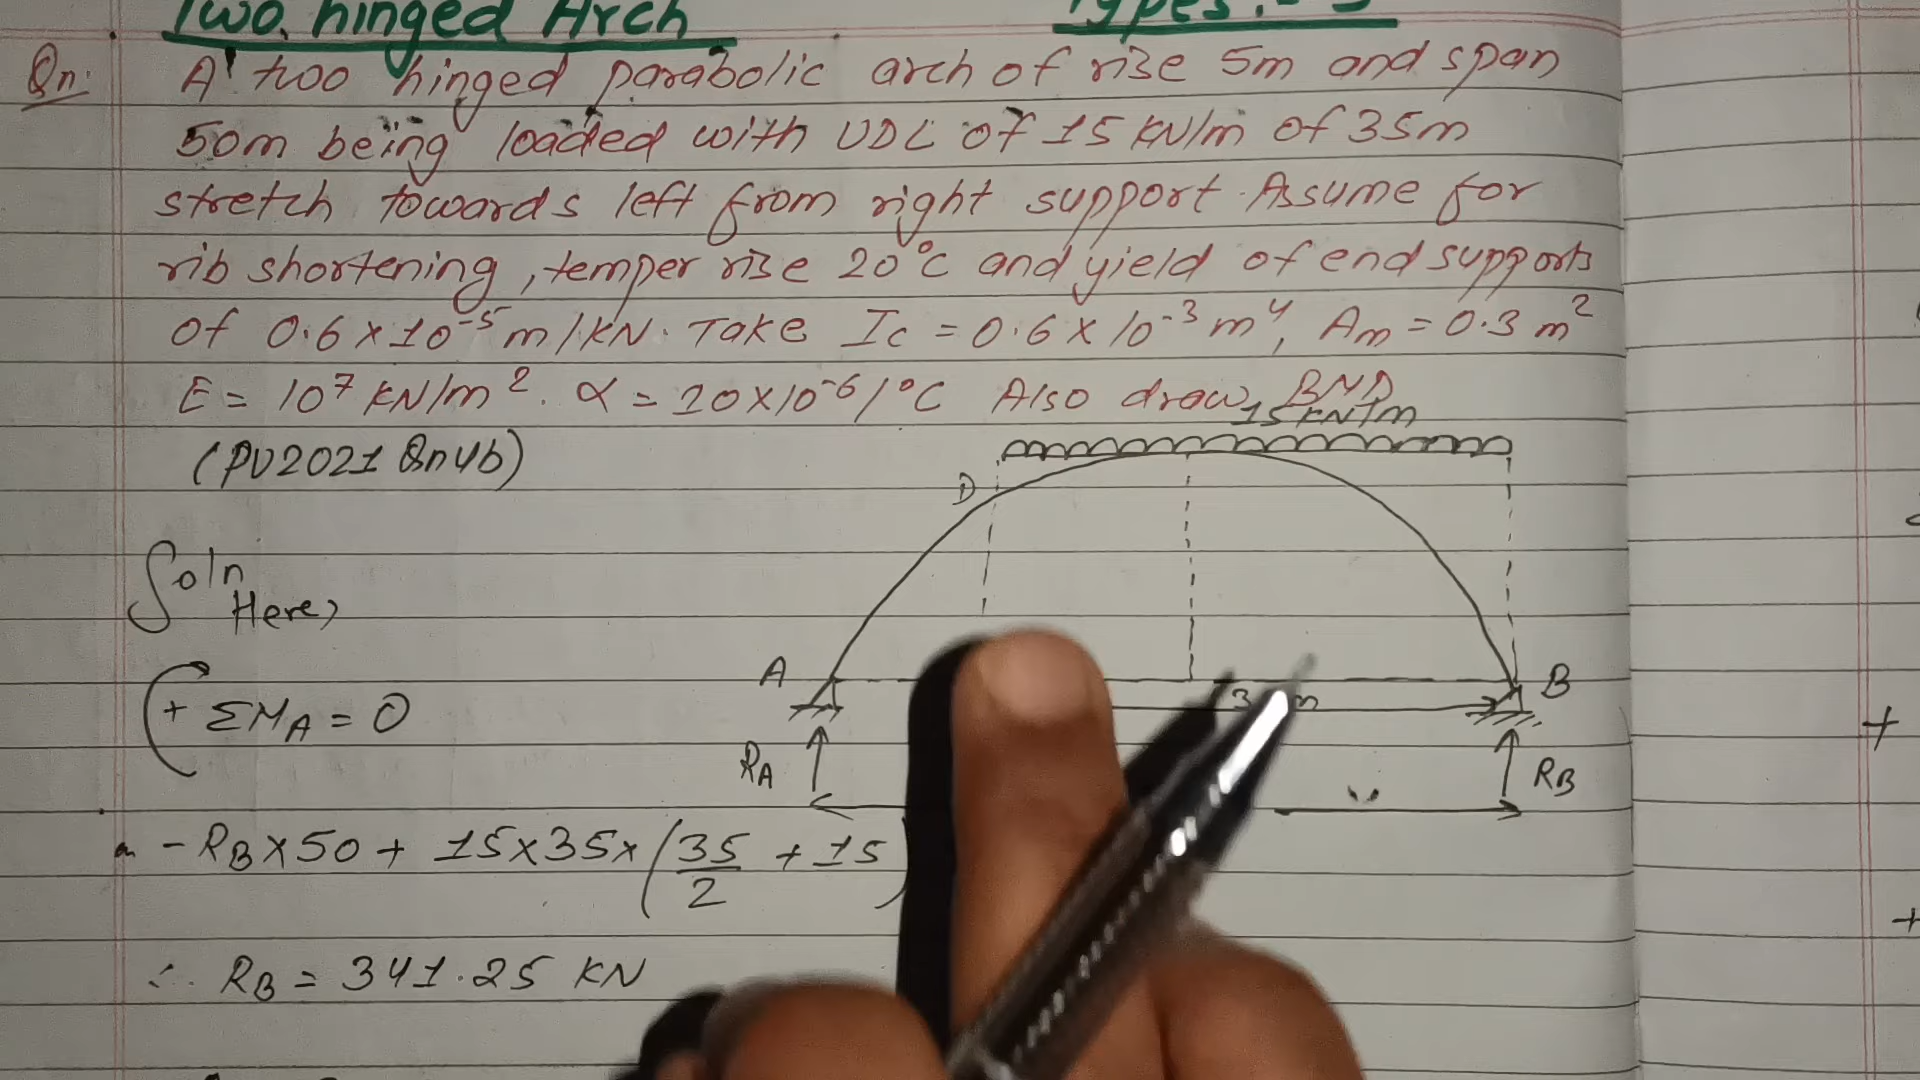 Two hinged Arch
Types:- 3
Qn. A two hinged parabolic arch of rise 5m and span
50m being loaded with UDL of 15 KN/m of 35m
stretch towards left from right support. Assume for
rib shortening, temper rise 20°C and yield of end supports
of 0.6 × 10⁻⁵ m/KN. Take Ic = 0.6 × 10⁻³ m⁴, Am = 0.3 m²
E = 10⁷ KN/m². α = 10×10⁻⁶/°C Also draw BMD
15 KN/m
(PU2021 Qn4b)
D
Soln
Here,
A
B
(+ ΣMA = 0
RA
RB
- RB×50 + 15×35×(35/2 + 15
∴ RB = 341.25 KN